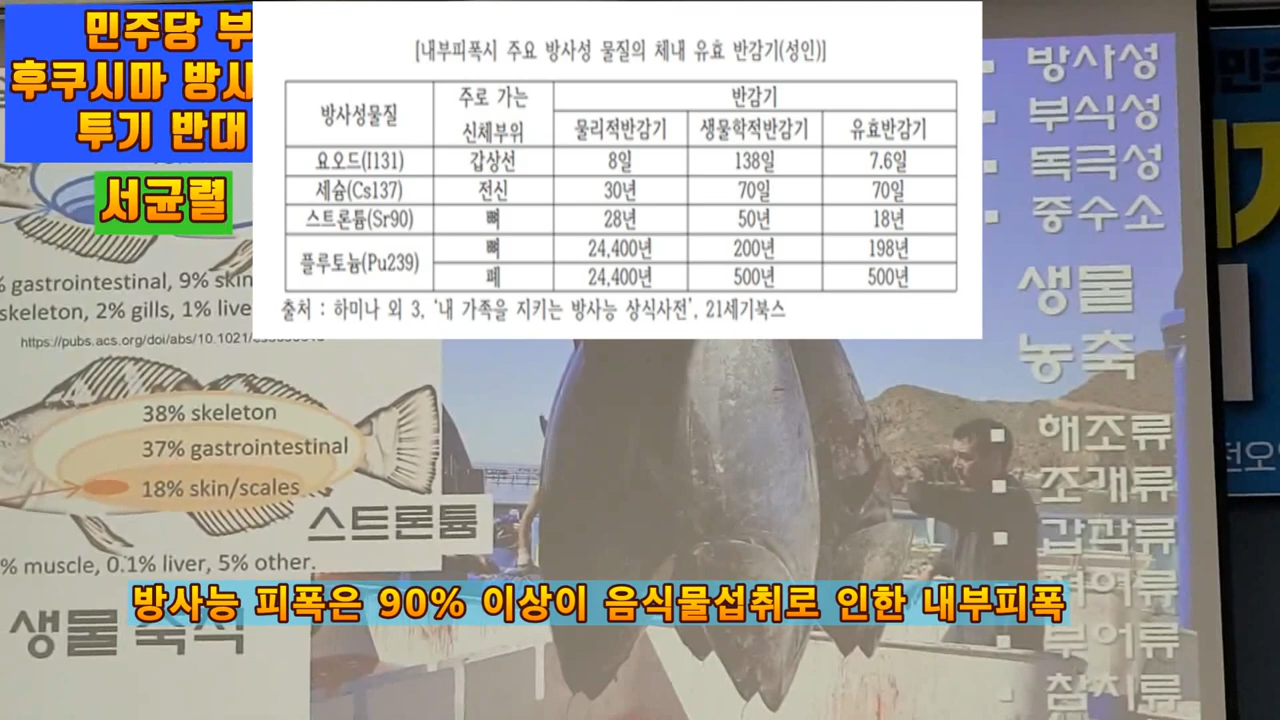 민주당 부
후쿠시마 방사
투기 반대
서균렬
[내부피폭시 주요 방사성 물질의 체내 유효 반감기(성인)]
방사성물질 주로 가는 신체부위 반감기
물리적반감기 생물학적반감기 유효반감기
요오드(I131) 갑상선 8일 138일 7.6일
세슘(Cs137) 전신 30년 70일 70일
스트론튬(Sr90) 뼈 28년 50년 18년
플루토늄(Pu239) 뼈 24,400년 200년 198년
폐 24,400년 500년 500년
출처 : 하미나 외 3, '내 가족을 지키는 방사능 상식사전', 21세기북스
% gastrointestinal, 9% skin
skeleton, 2% gills, 1% live
https://pubs.acs.org/doi/abs/10.1021/
38% skeleton
37% gastrointestinal
18% skin/scales
스트론튬
% muscle, 0.1% liver, 5% other.
생물 축적
방사성
부식성
독극성
중수소
생물
농축
해조류
조개류
갑각류
부어류
참치류
방사능 피폭은 90% 이상이 음식물섭취로 인한 내부피폭